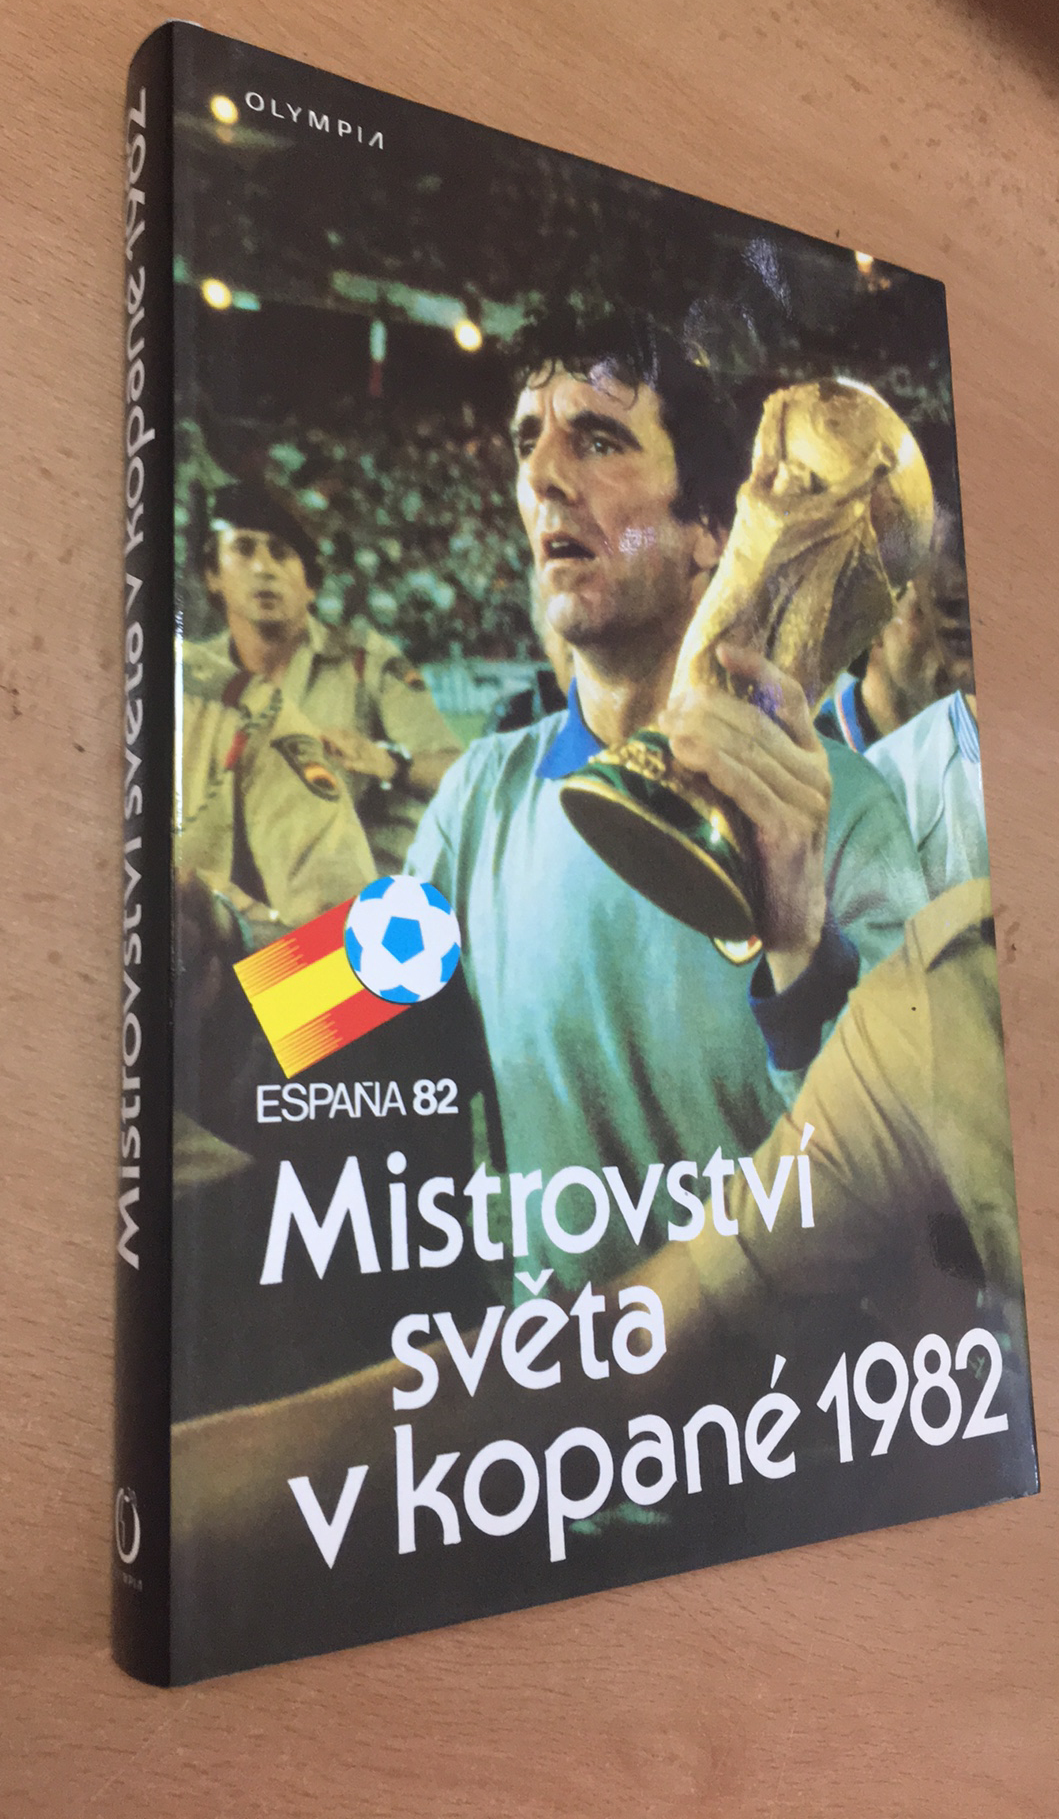 OLYMPIA
ESPAÑA 82
Mistrovství
světa
v kopané 1982
Mistrovství světa v kopané 1982